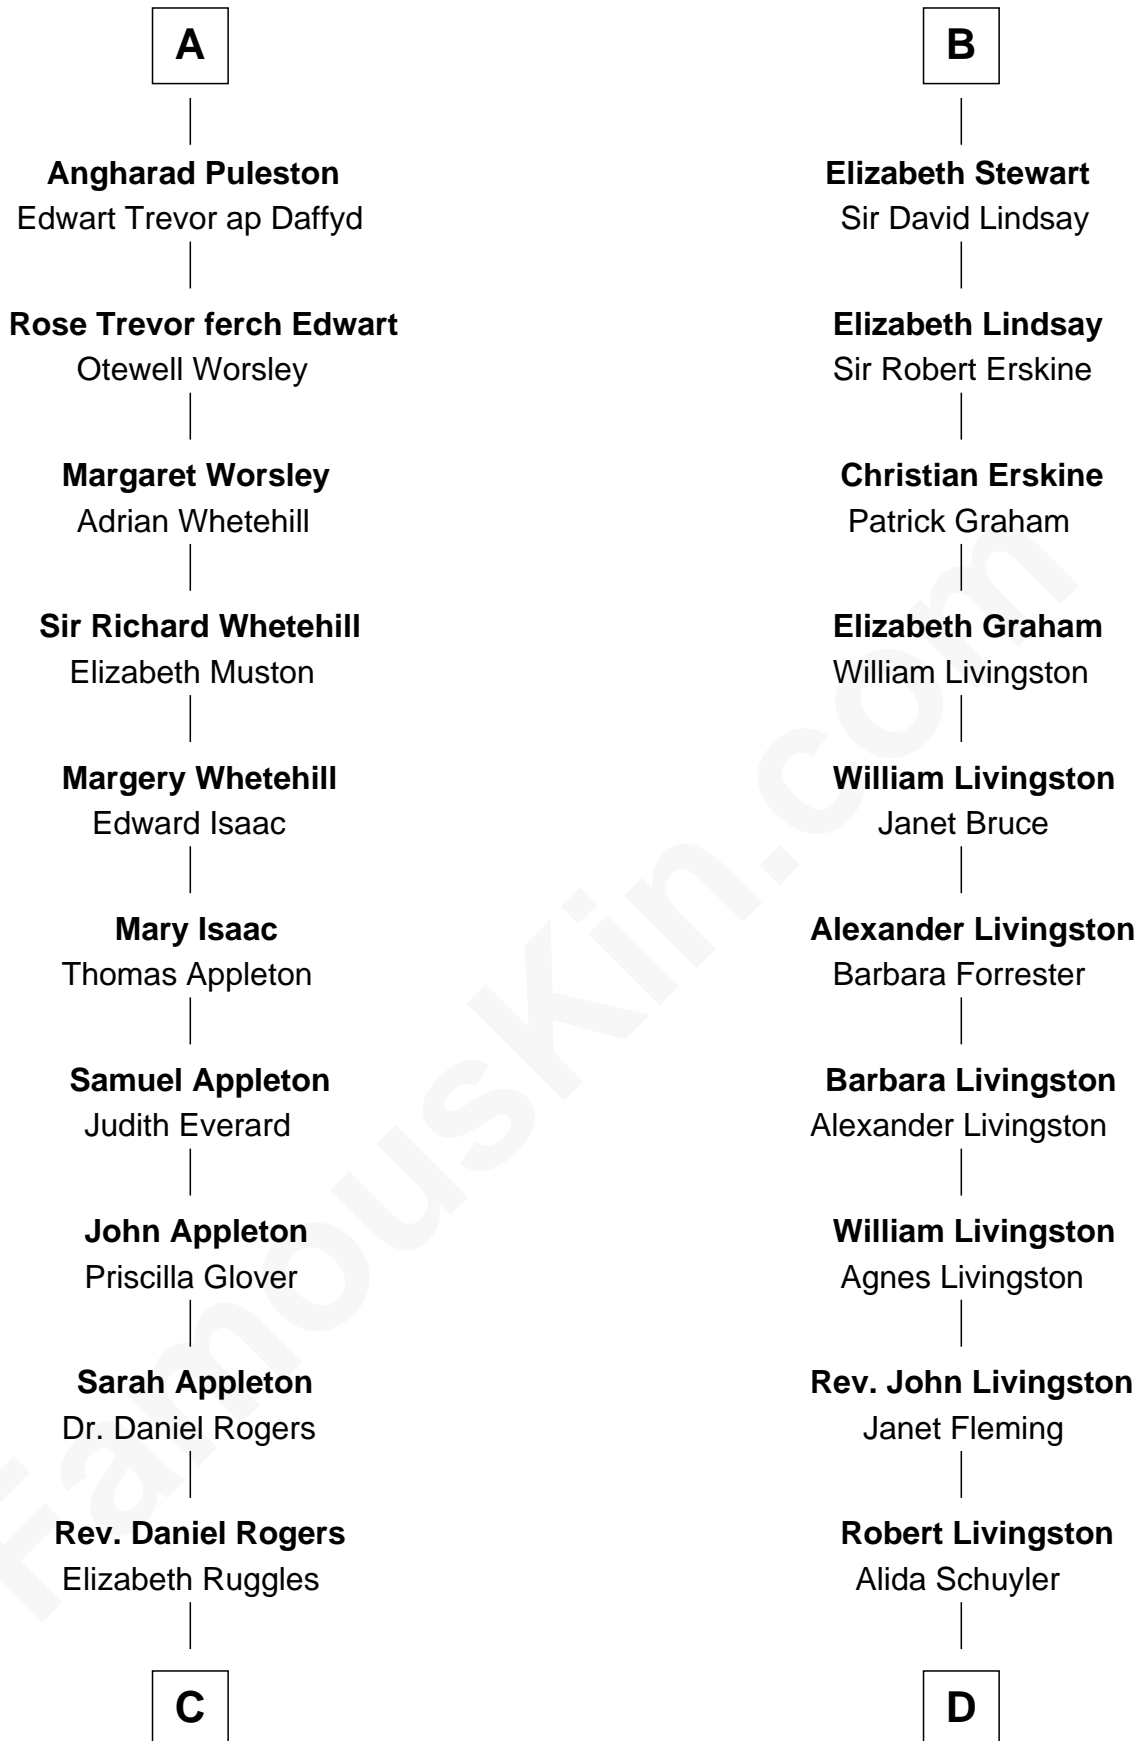 A
Angharad Puleston
Edwart Trevor ap Daffyd
Rose Trevor ferch Edwart
Otewell Worsley
Margaret Worsley
Adrian Whetehill
Sir Richard Whetehill
Elizabeth Muston
Margery Whetehill
Edward Isaac
Mary Isaac
Thomas Appleton
Samuel Appleton
Judith Everard
John Appleton
Priscilla Glover
Sarah Appleton
Dr. Daniel Rogers
Rev. Daniel Rogers
Elizabeth Ruggles
C
B
Elizabeth Stewart
Sir David Lindsay
Elizabeth Lindsay
Sir Robert Erskine
Christian Erskine
Patrick Graham
Elizabeth Graham
William Livingston
William Livingston
Janet Bruce
Alexander Livingston
Barbara Forrester
Barbara Livingston
Alexander Livingston
William Livingston
Agnes Livingston
Rev. John Livingston
Janet Fleming
Robert Livingston
Alida Schuyler
D
FamousKin.com